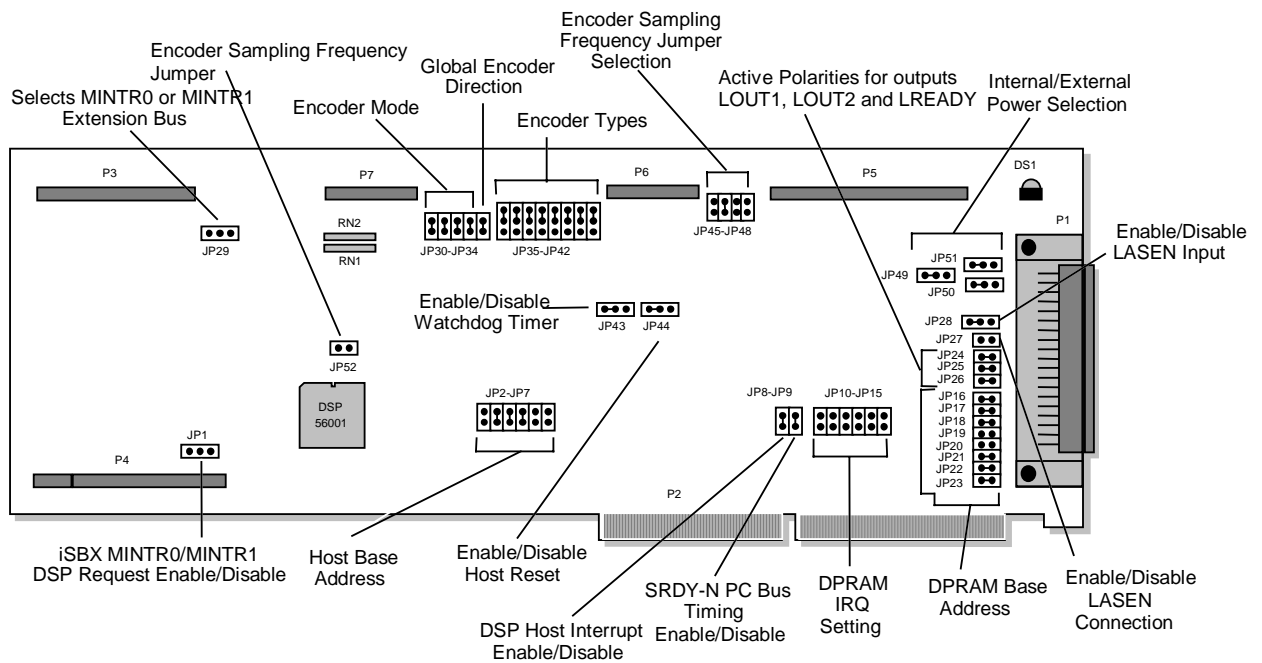 Encoder Sampling
Frequency Jumper
Selection
Encoder Sampling Frequency
Jumper
Selects MINTR0 or MINTR1
Extension Bus
Global Encoder
Direction
Encoder Mode
Encoder Types
Active Polarities for outputs
LOUT1, LOUT2 and LREADY
Internal/External
Power Selection
P3
P7
P6
P5
DS1
P1
RN2
RN1
JP29
JP30-JP34
JP35-JP42
JP45-JP48
Enable/Disable
LASEN Input
JP51
JP49
JP50
Enable/Disable
Watchdog Timer
JP43
JP44
JP28
JP27
JP24
JP25
JP26
JP52
DSP
56001
JP2-JP7
JP8-JP9
JP10-JP15
JP16
JP17
JP18
JP19
JP20
JP21
JP22
JP23
JP1
P4
P2
iSBX MINTR0/MINTR1
DSP Request Enable/Disable
Host Base
Address
Enable/Disable
Host Reset
DSP Host Interrupt
Enable/Disable
SRDY-N PC Bus
Timing
Enable/Disable
DPRAM
IRQ
Setting
DPRAM Base
Address
Enable/Disable
LASEN
Connection